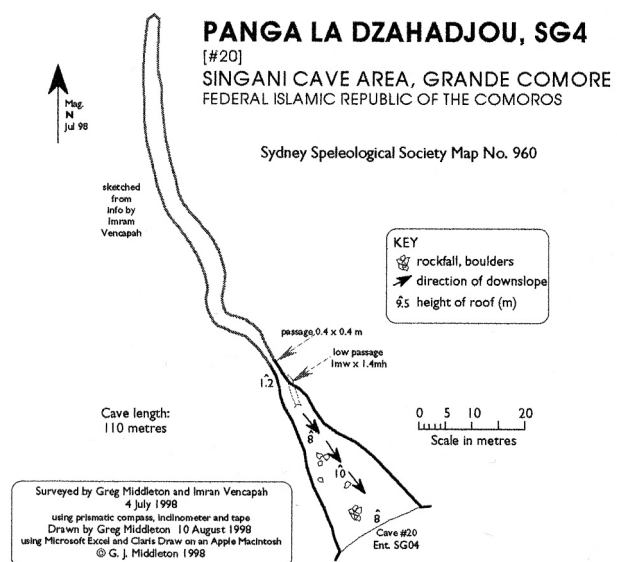 PANGA LA DZAHADJOU, SG4
[#20]
SINGANI CAVE AREA, GRANDE COMORE
FEDERAL ISLAMIC REPUBLIC OF THE COMOROS
Mag.
N
Jul 98
Sydney Speleological Society Map No. 960
sketched
from
info by
Imram
Vencapah
KEY
rockfall, boulders
direction of downslope
9.5 height of roof (m)
passage 0.4 x 0.4 m
low passage
1mw x 1.4mh
1.2
8
10
8
Cave length:
110 metres
0 5 10 20
Scale in metres
Cave #20
Ent. SG04
Surveyed by Greg Middleton and Imran Vencapah
4 July 1998
using prismatic compass, inclinometer and tape
Drawn by Greg Middleton 10 August 1998
using Microsoft Excel and Claris Draw on an Apple Macintosh
© G. J. Middleton 1998